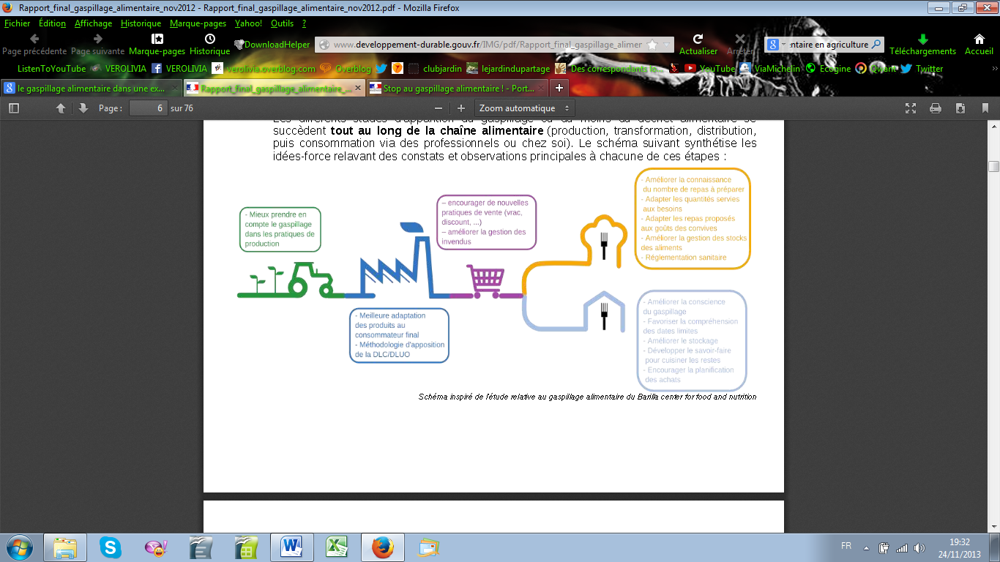 Rapport_final_gaspillage_alimentaire_nov2012 - Rapport_final_gaspillage_alimentaire_nov2012.pdf - Mozilla Firefox
Fichier Édition Affichage Historique Marque-pages Yahoo! Outils ?
Page précédente Page suivante Marque-pages Historique DownloadHelper www.developpement-durable.gouv.fr/IMG/pdf/Rapport_final_gaspillage_alimer Actualiser Arrêter entaire en agriculture Téléchargements Accueil
ListenToYouTube VEROLIVIA VEROLIVIA verolivia.overblog.com Overblog clubjardin lejardindupartage Des correspondants lo... YouTube ViaMichelin Ecogine Qwant Twitter
le gaspillage alimentaire dans une ex... Rapport_final_gaspillage_alimentaire_... Stop au gaspillage alimentaire ! - Port...
Page : 6 sur 76 Zoom automatique
Les différents stades d'apparition du gaspillage ou du moins du déchet alimentaire se
succèdent tout au long de la chaîne alimentaire (production, transformation, distribution,
puis consommation via des professionnels ou chez soi). Le schéma suivant synthétise les
idées-force relavant des constats et observations principales à chacune de ces étapes :
- Mieux prendre en
compte le gaspillage
dans les pratiques de
production
- Meilleure adaptation
des produits au
consommateur final
- Méthodologie d'apposition
de la DLC/DLUO
– encourager de nouvelles
pratiques de vente (vrac,
discount, ...)
– améliorer la gestion des
invendus
- Améliorer la connaissance
du nombre de repas à préparer
- Adapter les quantités servies
aux besoins
- Adapter les repas proposés
aux goûts des convives
- Améliorer la gestion des stocks
des aliments
- Réglementation sanitaire
- Améliorer la conscience
du gaspillage
- Favoriser la compréhension
des dates limites
- Améliorer le stockage
- Développer le savoir-faire
pour cuisiner les restes
- Encourager la planification
des achats
Schéma inspiré de l'étude relative au gaspillage alimentaire du Barilla center for food and nutrition
FR 19:32
24/11/2013